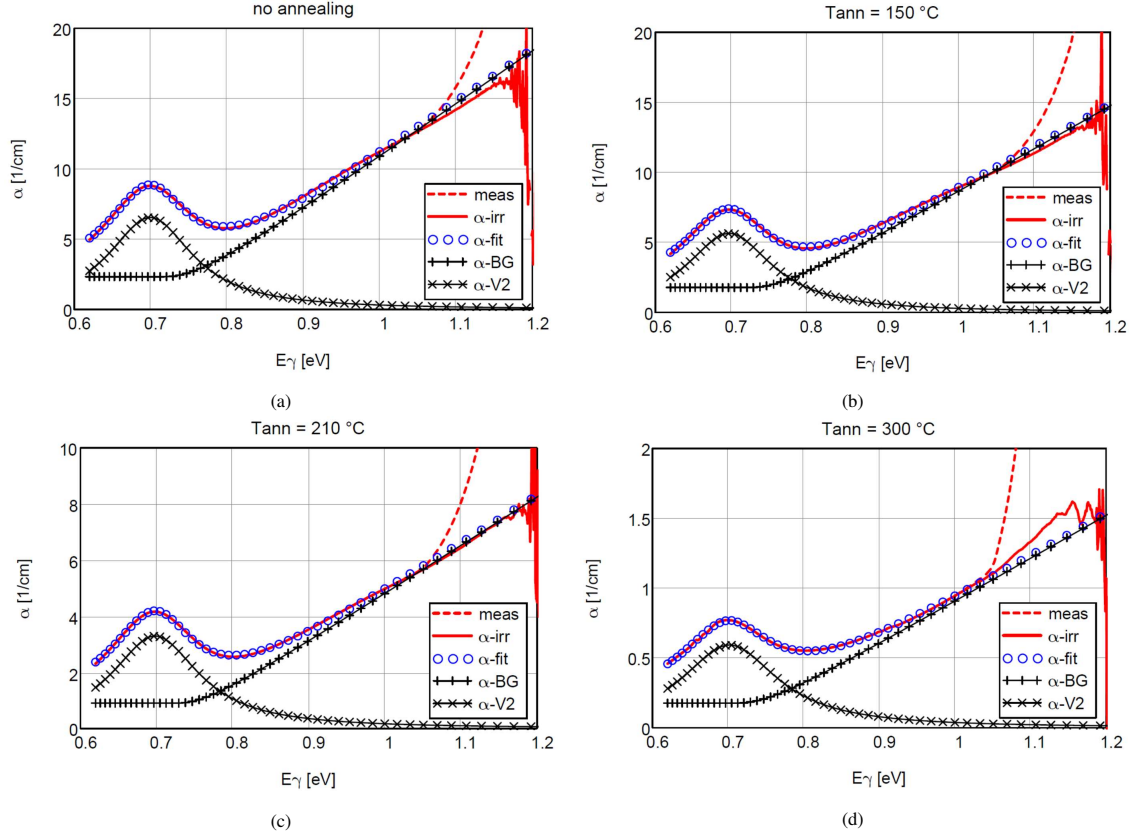 no annealing
20
15
10
5
0
0.6 0.7 0.8 0.9 1 1.1 1.2
α [1/cm]
Eγ [eV]
meas
α-irr
α-fit
α-BG
α-V2
(a)
Tann = 150 °C
20
15
10
5
0
0.6 0.7 0.8 0.9 1 1.1 1.2
α [1/cm]
Eγ [eV]
meas
α-irr
α-fit
α-BG
α-V2
(b)
Tann = 210 °C
10
8
6
4
2
0
0.6 0.7 0.8 0.9 1 1.1 1.2
α [1/cm]
Eγ [eV]
meas
α-irr
α-fit
α-BG
α-V2
(c)
Tann = 300 °C
2
1.5
1
0.5
0
0.6 0.7 0.8 0.9 1 1.1 1.2
α [1/cm]
Eγ [eV]
meas
α-irr
α-fit
α-BG
α-V2
(d)